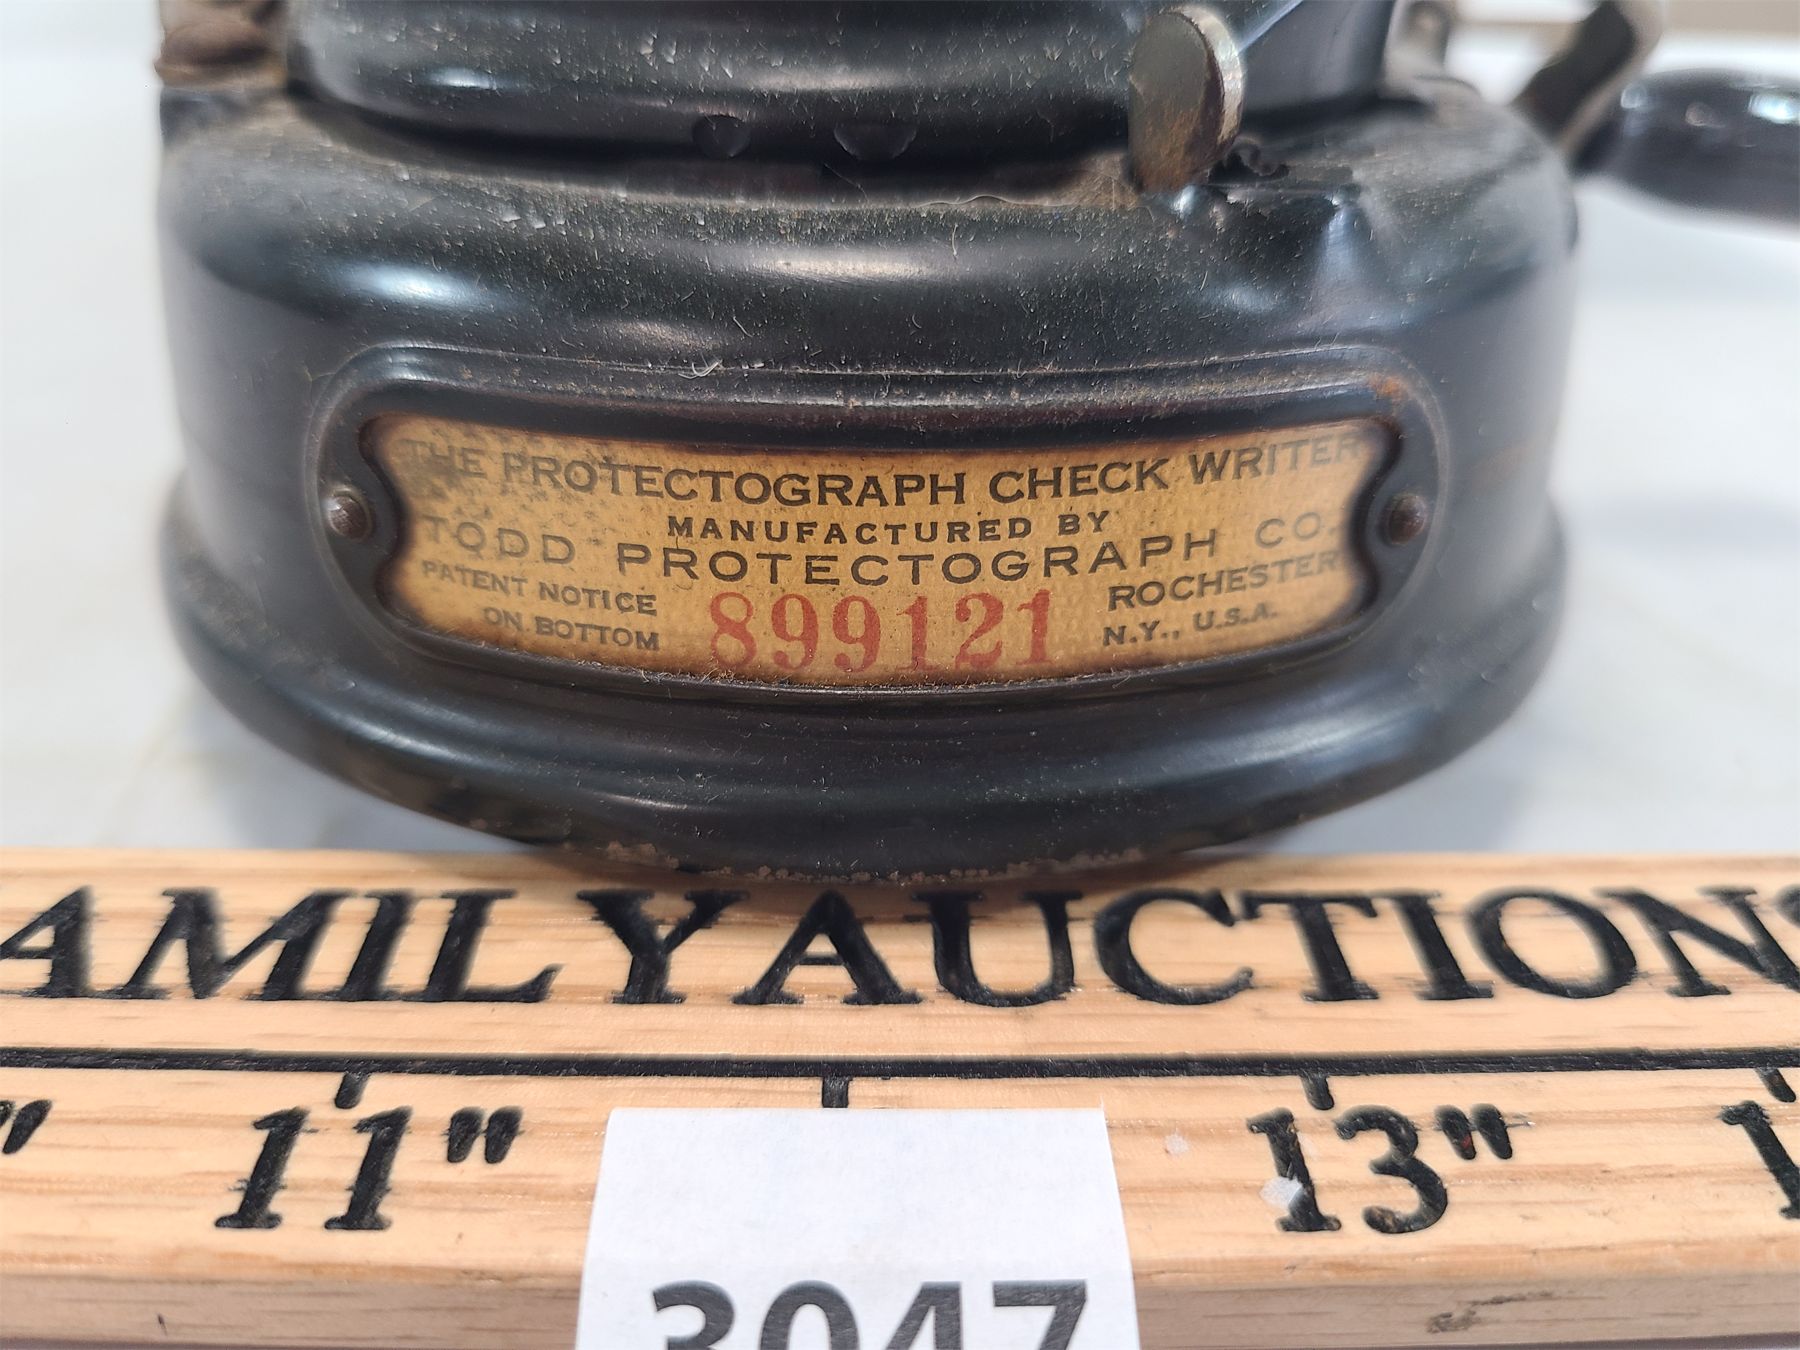 THE PROTECTOGRAPH CHECK WRITER
MANUFACTURED BY
TODD PROTECTOGRAPH CO.
PATENT NOTICE
ON BOTTOM
899121
ROCHESTER
N.Y., U.S.A.
AMILYAUCTION
11" 13"
3047